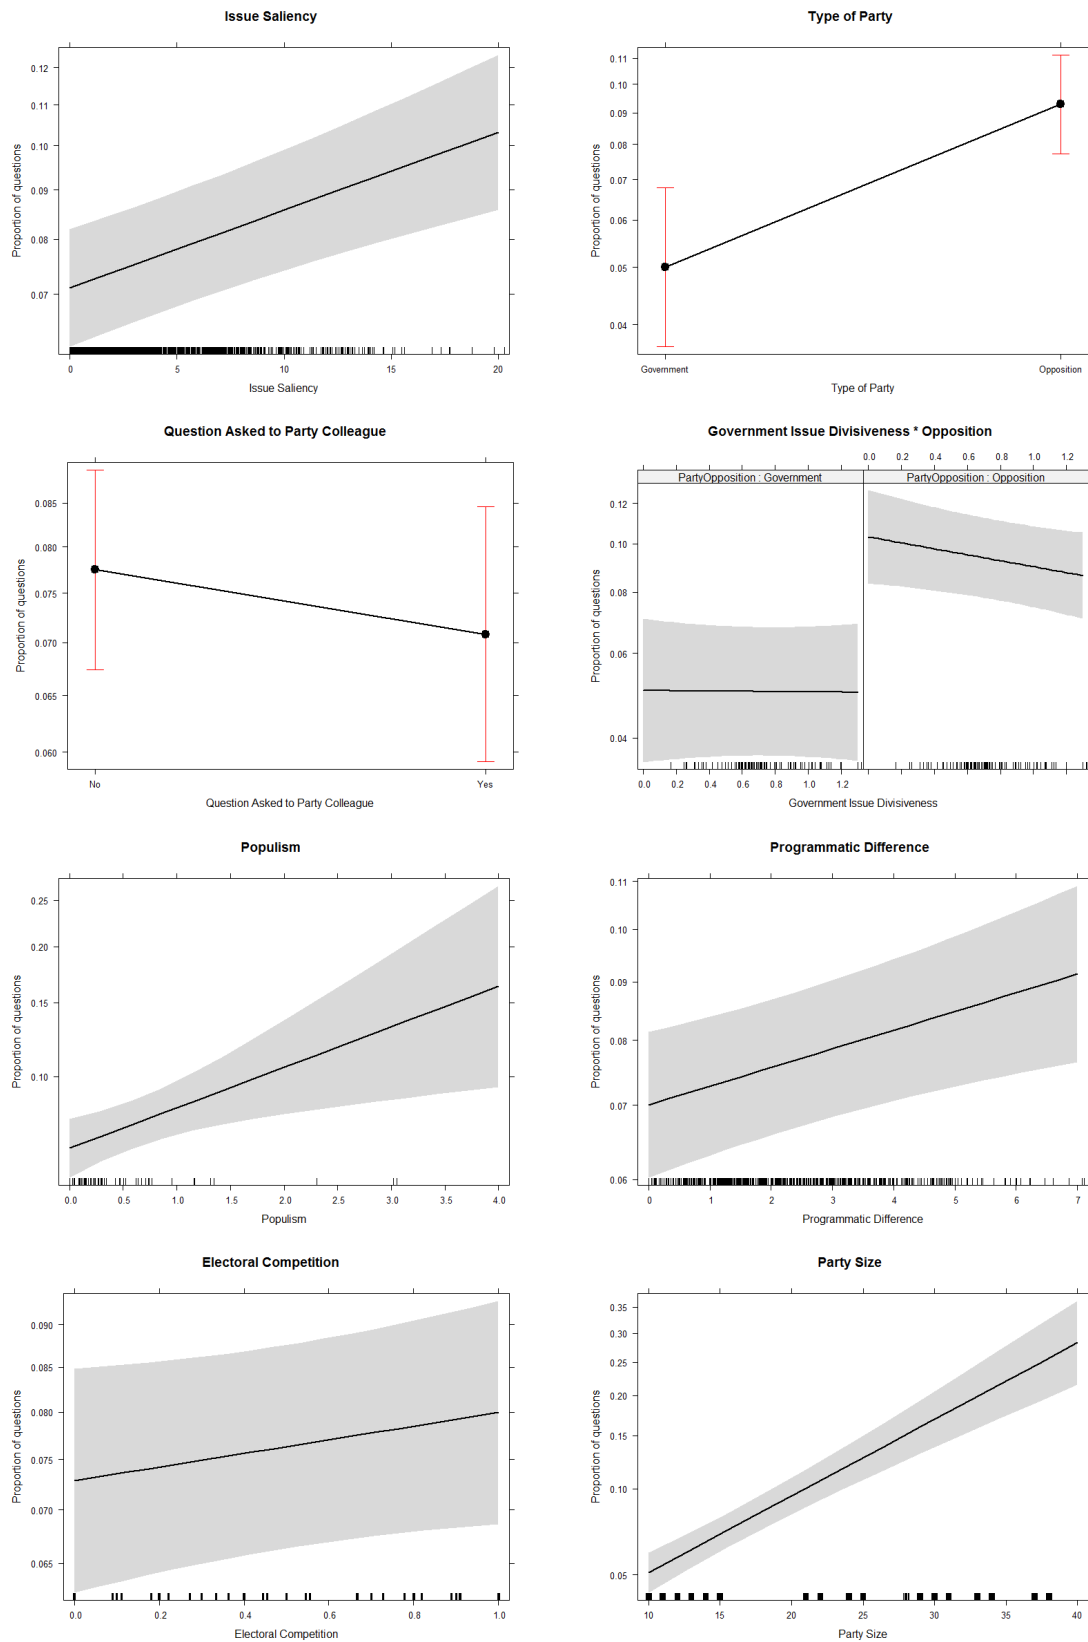 Issue Saliency
0.12
0.11
0.10
0.09
0.08
0.07
Proportion of questions
0 5 10 15 20
Issue Saliency
Type of Party
0.11
0.10
0.09
0.08
0.07
0.06
0.05
0.04
Proportion of questions
Government Opposition
Type of Party
Question Asked to Party Colleague
0.085
0.080
0.075
0.070
0.065
0.060
Proportion of questions
No Yes
Question Asked to Party Colleague
Government Issue Divisiveness * Opposition
0.0 0.2 0.4 0.6 0.8 1.0 1.2
PartyOpposition : Government PartyOpposition : Opposition
0.12
0.10
0.08
0.06
0.04
Proportion of questions
0.0 0.2 0.4 0.6 0.8 1.0 1.2
Government Issue Divisiveness
Populism
0.25
0.20
0.15
0.10
Proportion of questions
0.0 0.5 1.0 1.5 2.0 2.5 3.0 3.5 4.0
Populism
Programmatic Difference
0.11
0.10
0.09
0.08
0.07
0.06
Proportion of questions
0 1 2 3 4 5 6 7
Programmatic Difference
Electoral Competition
0.090
0.085
0.080
0.075
0.070
0.065
Proportion of questions
0.0 0.2 0.4 0.6 0.8 1.0
Electoral Competition
Party Size
0.35
0.30
0.25
0.20
0.15
0.10
0.05
Proportion of questions
10 15 20 25 30 35 40
Party Size